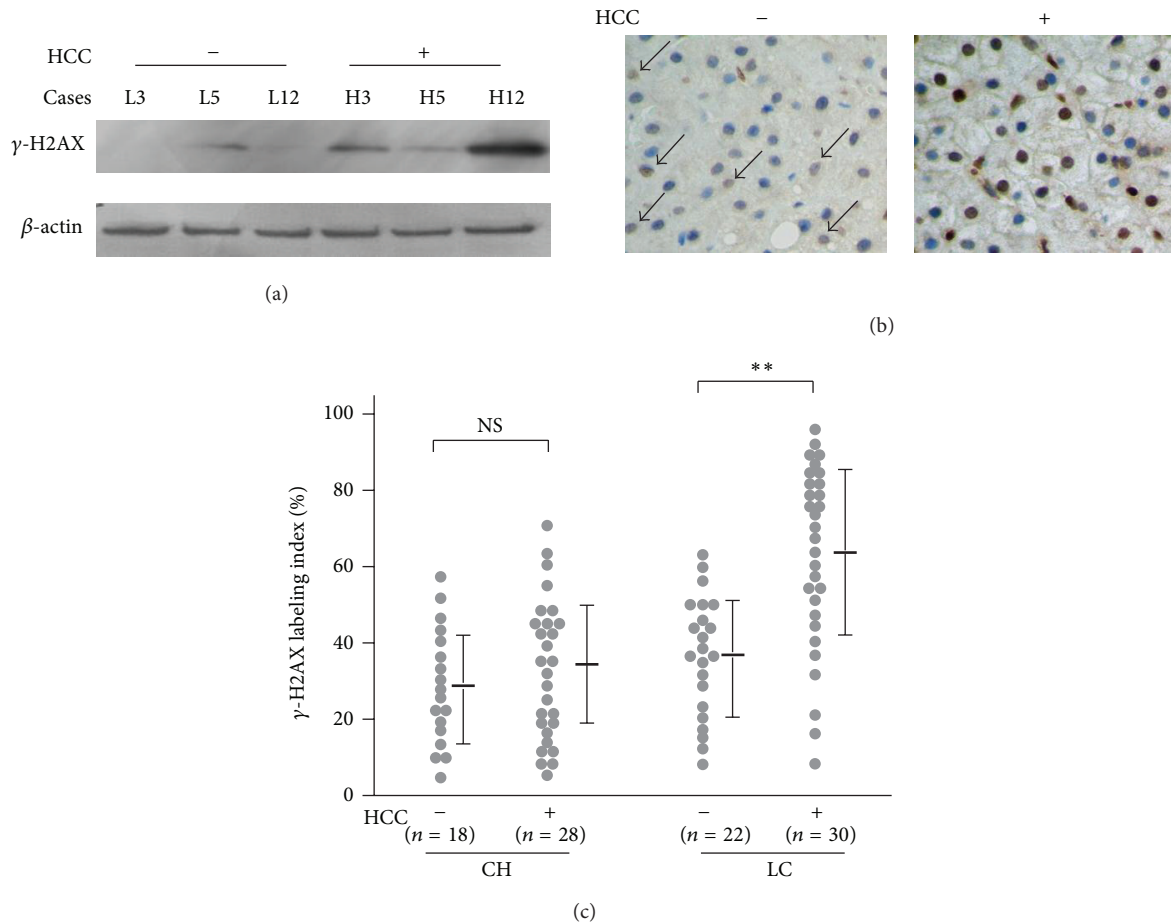 HCC − +
Cases L3 L5 L12 H3 H5 H12
γ-H2AX
β-actin
(a)
HCC − +
(b)
**
NS
γ-H2AX labeling index (%)
100
80
60
40
20
0
HCC − + − +
(n = 18) (n = 28) (n = 22) (n = 30)
CH LC
(c)